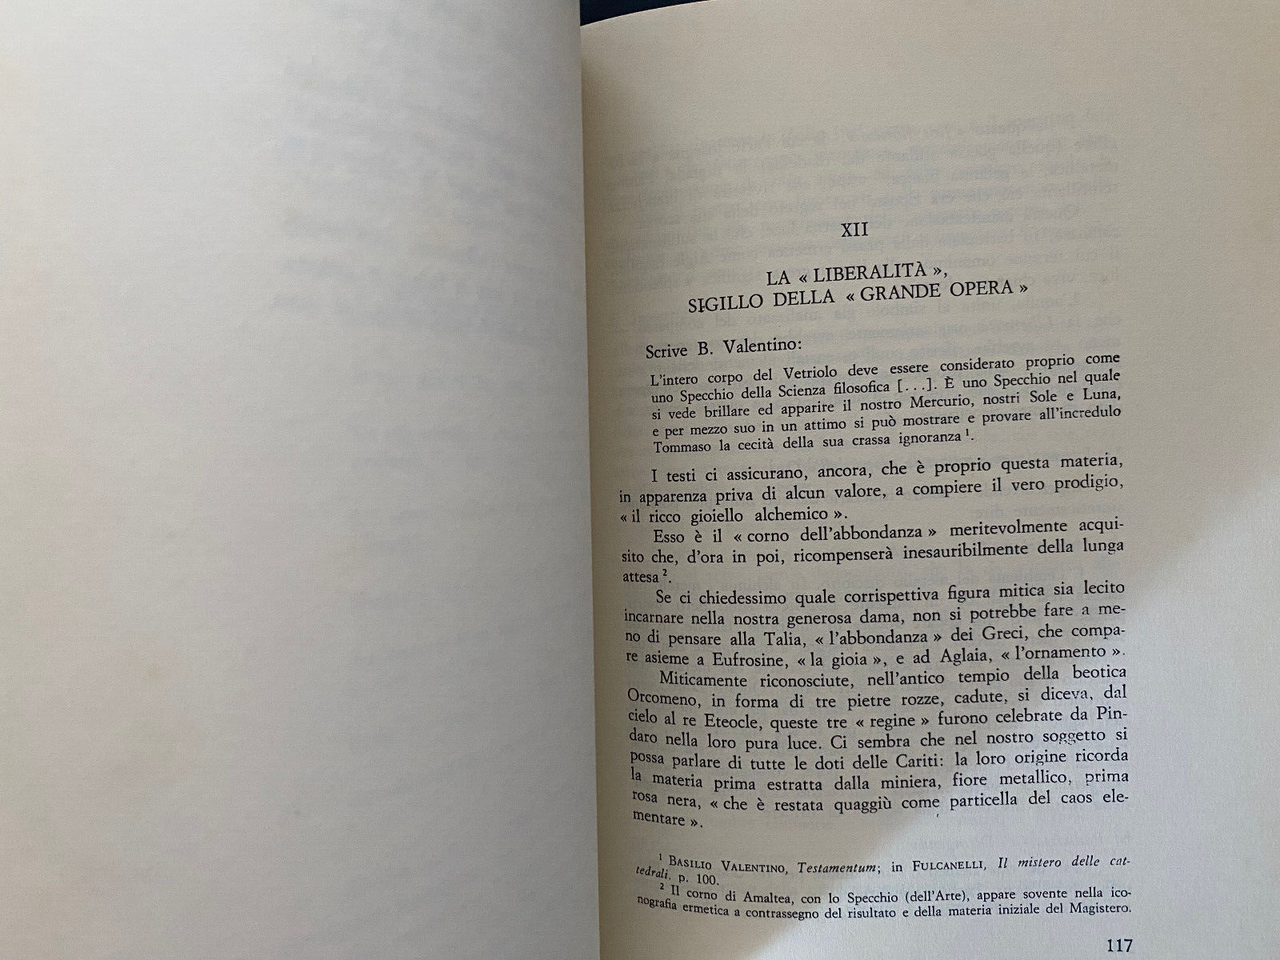 XII
LA « LIBERALITÀ »,
SIGILLO DELLA « GRANDE OPERA »
Scrive B. Valentino:
L'intero corpo del Vetriolo deve essere considerato proprio come
uno Specchio della Scienza filosofica [...]. È uno Specchio nel quale
si vede brillare ed apparire il nostro Mercurio, nostri Sole e Luna,
e per mezzo suo in un attimo si può mostrare e provare all'incredulo
Tommaso la cecità della sua crassa ignoranza ¹.
I testi ci assicurano, ancora, che è proprio questa materia,
in apparenza priva di alcun valore, a compiere il vero prodigio,
« il ricco gioiello alchemico ».
Esso è il « corno dell'abbondanza » meritevolmente acqui-
sito che, d'ora in poi, ricompenserà inesauribilmente della lunga
attesa ².
Se ci chiedessimo quale corrispettiva figura mitica sia lecito
incarnare nella nostra generosa dama, non si potrebbe fare a me-
no di pensare alla Talia, « l'abbondanza » dei Greci, che compa-
re asieme a Eufrosine, « la gioia », e ad Aglaia, « l'ornamento ».
Miticamente riconosciute, nell'antico tempio della beotica
Orcomeno, in forma di tre pietre rozze, cadute, si diceva, dal
cielo al re Eteocle, queste tre « regine » furono celebrate da Pin-
daro nella loro pura luce. Ci sembra che nel nostro soggetto si
possa parlare di tutte le doti delle Cariti: la loro origine ricorda
la materia prima estratta dalla miniera, fiore metallico, prima
rosa nera, « che è restata quaggiù come particella del caos ele-
mentare ».
¹ BASILIO VALENTINO, Testamentum; in FULCANELLI, Il mistero delle cat-
tedrali, p. 100.
² Il corno di Amaltea, con lo Specchio (dell'Arte), appare sovente nella ico-
nografia ermetica a contrassegno del risultato e della materia iniziale del Magistero.
117